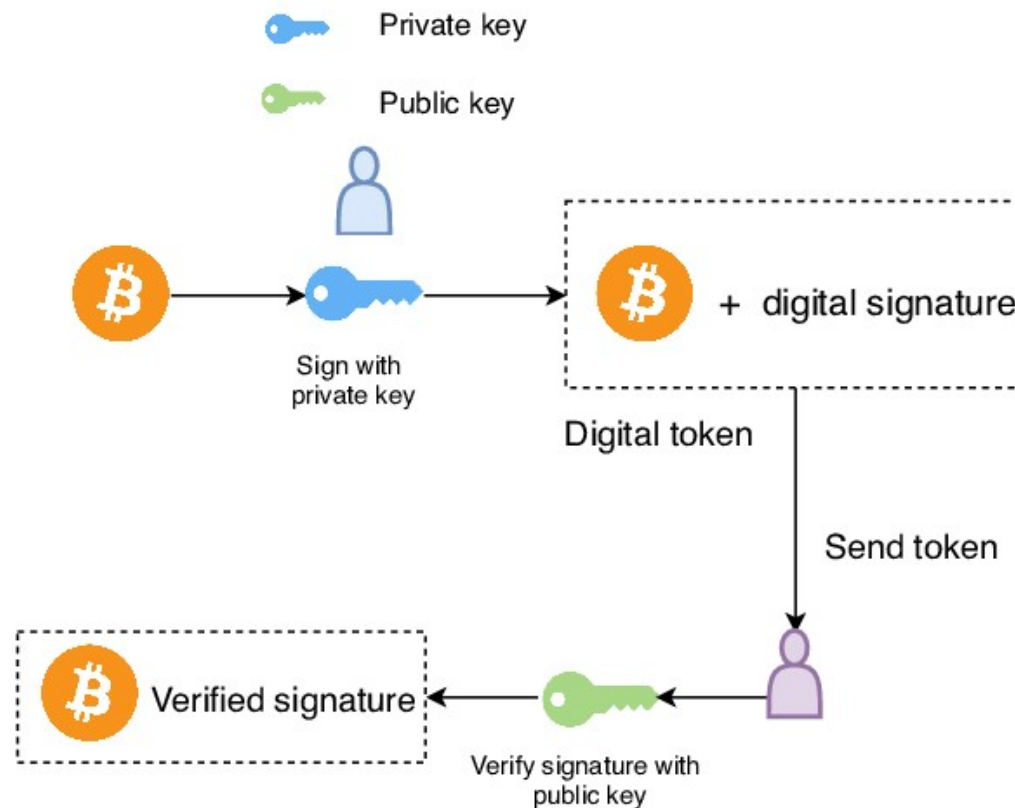 Private key
Public key
Sign with
private key
+ digital signature
Digital token
Send token
Verified signature
Verify signature with
public key